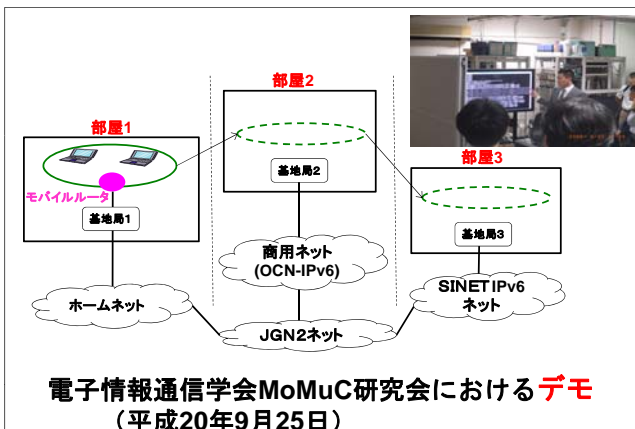 部屋1
部屋2
部屋3
モバイルルータ
基地局1
基地局2
基地局3
商用ネット
(OCN-IPv6)
ホームネット
JGN2ネット
SINET IPv6
ネット
電子情報通信学会MoMuC研究会におけるデモ
(平成20年9月25日)